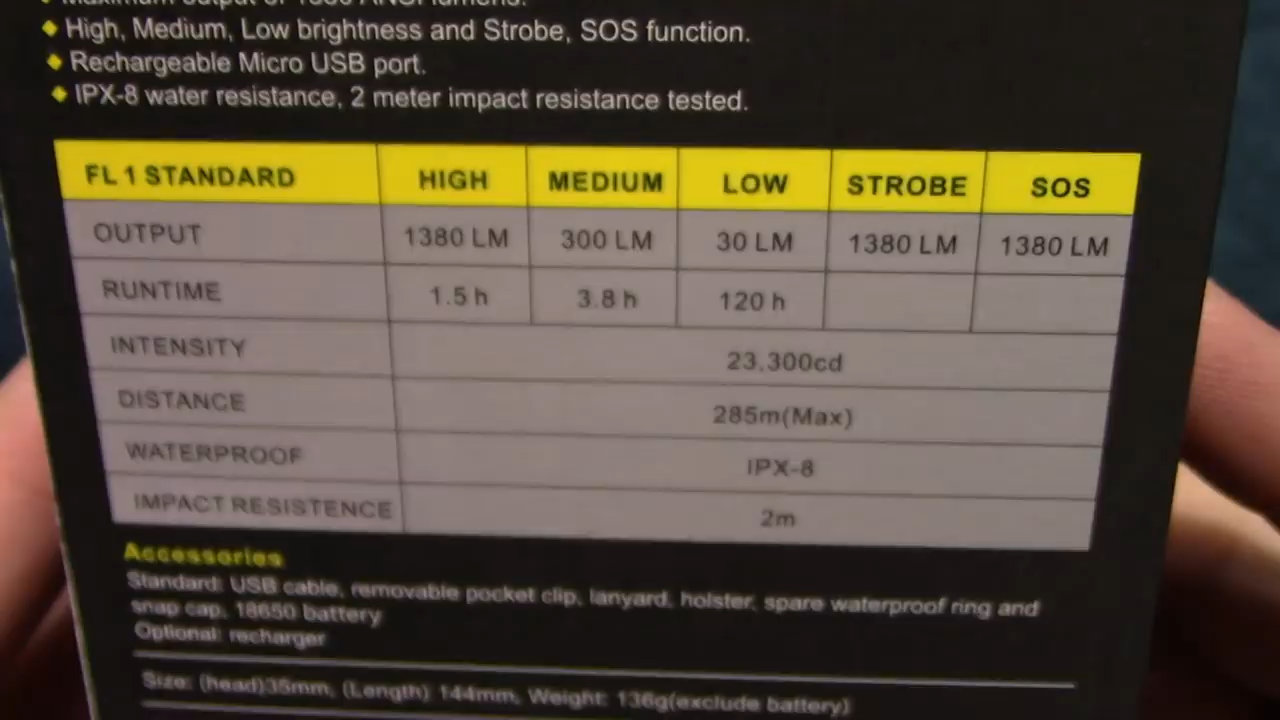 High, Medium, Low brightness and Strobe, SOS function.
Rechargeable Micro USB port.
IPX-8 water resistance, 2 meter impact resistance tested.
FL 1 STANDARD HIGH MEDIUM LOW STROBE SOS
OUTPUT 1380 LM 300 LM 30 LM 1380 LM 1380 LM
RUNTIME 1.5 h 3.8 h 120 h
INTENSITY 23,300cd
DISTANCE 285m(Max)
WATERPROOF IPX-8
IMPACT RESISTENCE 2m
Accessories
Standard: USB cable, removable pocket clip, lanyard, holster, spare waterproof ring and
snap cap, 18650 battery
Optional: recharger
Size: (head)35mm, (Length) 144mm, Weight: 136g(exclude battery)